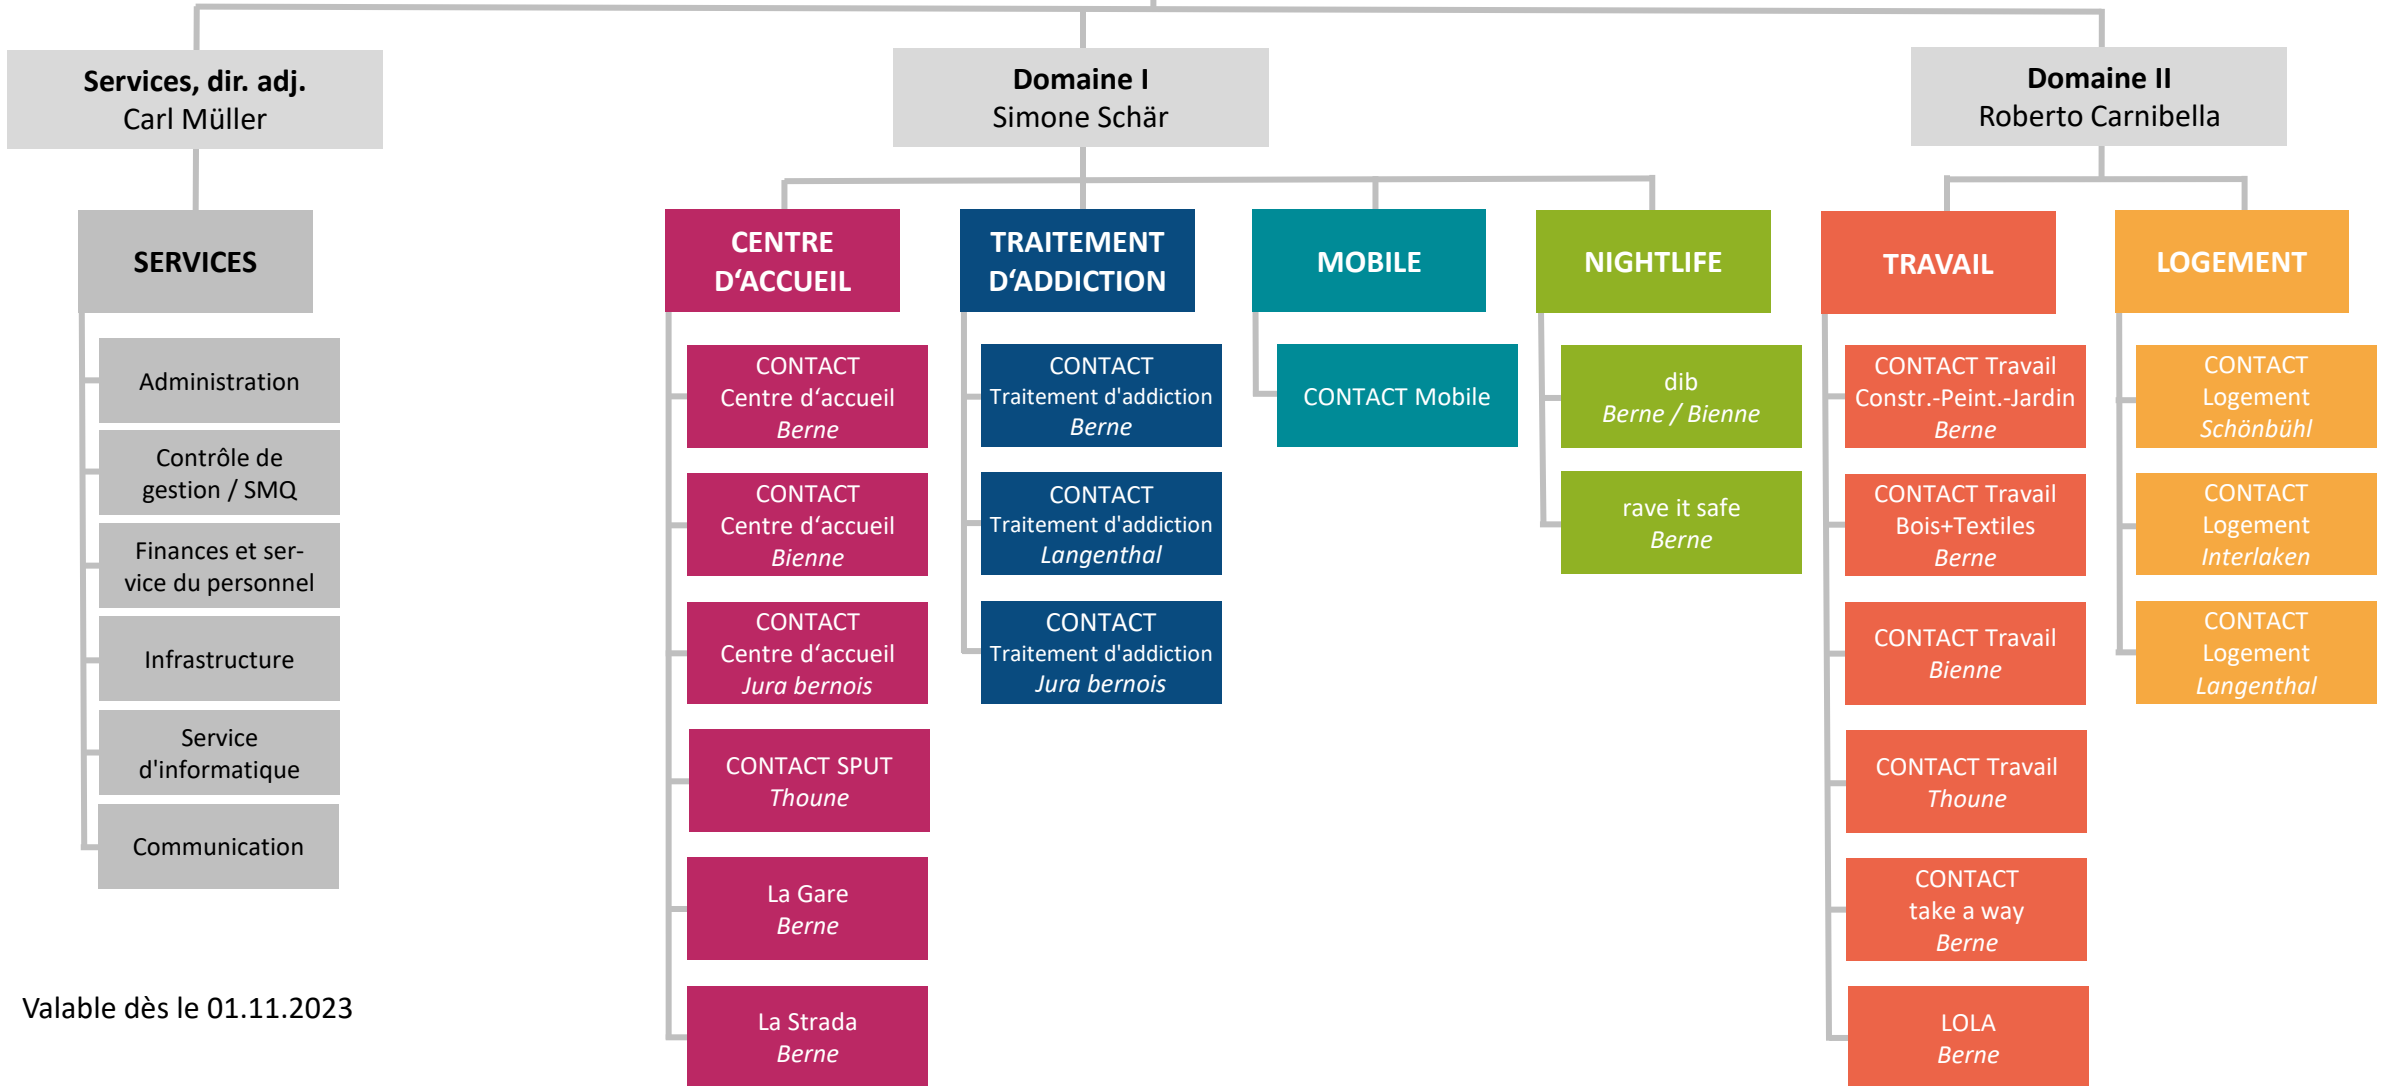 Services, dir. adj.
Carl Müller
Domaine I
Simone Schär
Domaine II
Roberto Carnibella
SERVICES
Administration
Contrôle de
gestion / SMQ
Finances et ser-
vice du personnel
Infrastructure
Service
d'informatique
Communication
CENTRE
D‘ACCUEIL
CONTACT
Centre d‘accueil
Berne
CONTACT
Centre d‘accueil
Bienne
CONTACT
Centre d‘accueil
Jura bernois
CONTACT SPUT
Thoune
La Gare
Berne
La Strada
Berne
TRAITEMENT
D‘ADDICTION
CONTACT
Traitement d'addiction
Berne
CONTACT
Traitement d'addiction
Langenthal
CONTACT
Traitement d'addiction
Jura bernois
MOBILE
CONTACT Mobile
NIGHTLIFE
dib
Berne / Bienne
rave it safe
Berne
TRAVAIL
CONTACT Travail
Constr.-Peint.-Jardin
Berne
CONTACT Travail
Bois+Textiles
Berne
CONTACT Travail
Bienne
CONTACT Travail
Thoune
CONTACT
take a way
Berne
LOLA
Berne
LOGEMENT
CONTACT
Logement
Schönbühl
CONTACT
Logement
Interlaken
CONTACT
Logement
Langenthal
Valable dès le 01.11.2023